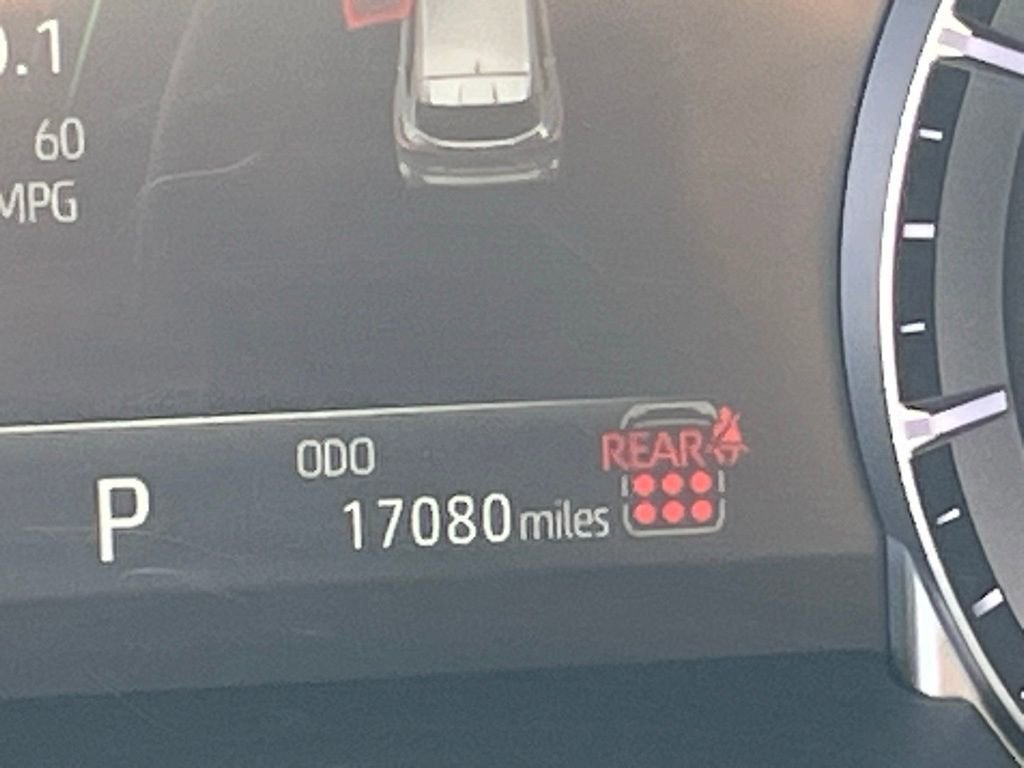 .1
60
MPG
ODO
P
17080 miles
REAR